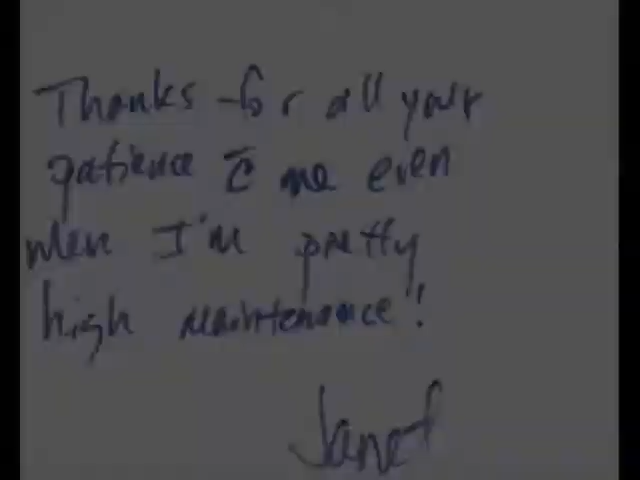 Thanks for all your
patience c̄ me even
when I'm pretty
high maintenance!
Janet